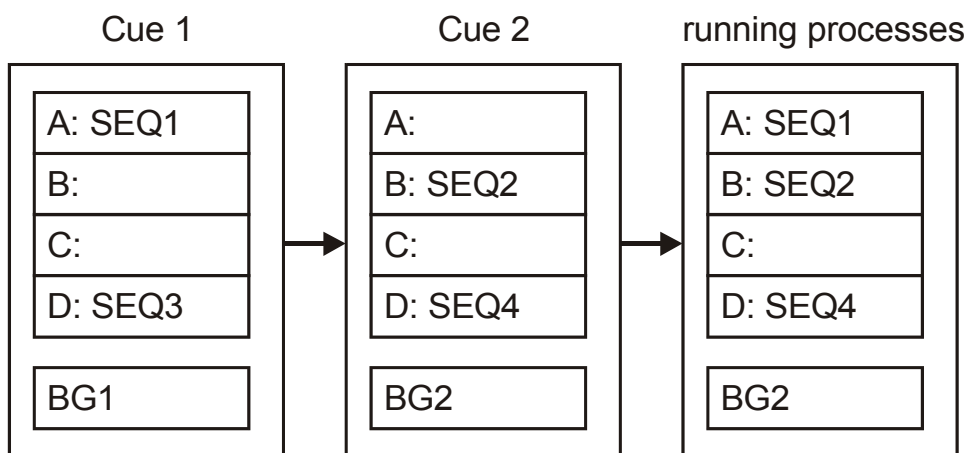 Cue 1
A: SEQ1
B:
C:
D: SEQ3
BG1
Cue 2
A:
B: SEQ2
C:
D: SEQ4
BG2
running processes
A: SEQ1
B: SEQ2
C:
D: SEQ4
BG2